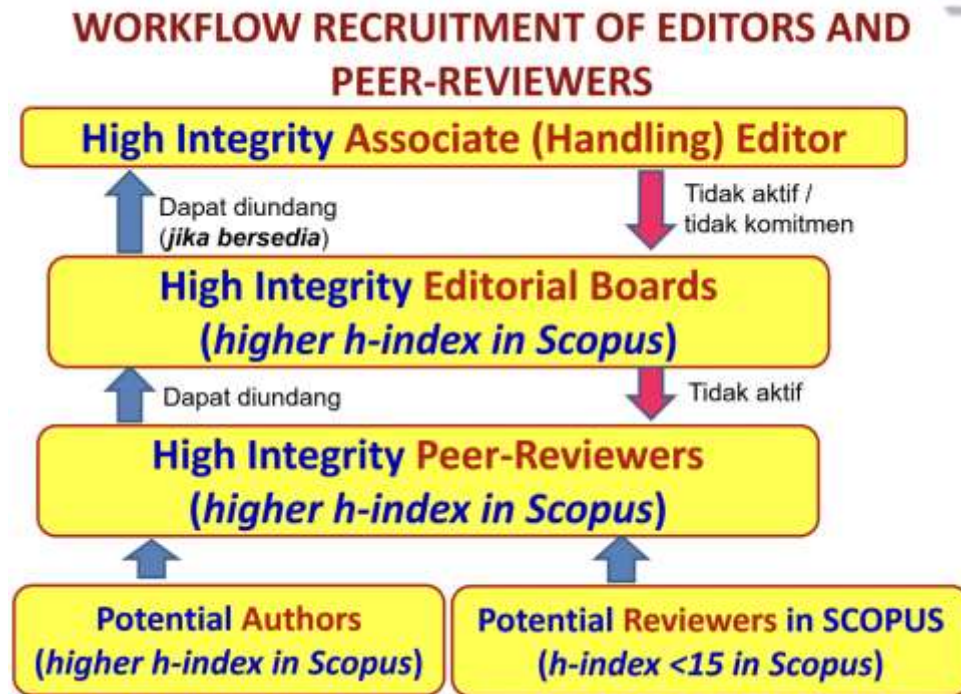 WORKFLOW RECRUITMENT OF EDITORS AND
PEER-REVIEWERS
High Integrity Associate (Handling) Editor
Dapat diundang
(jika bersedia)
Tidak aktif /
tidak komitmen
High Integrity Editorial Boards
(higher h-index in Scopus)
Dapat diundang
Tidak aktif
High Integrity Peer-Reviewers
(higher h-index in Scopus)
Potential Authors
(higher h-index in Scopus)
Potential Reviewers in SCOPUS
(h-index <15 in Scopus)